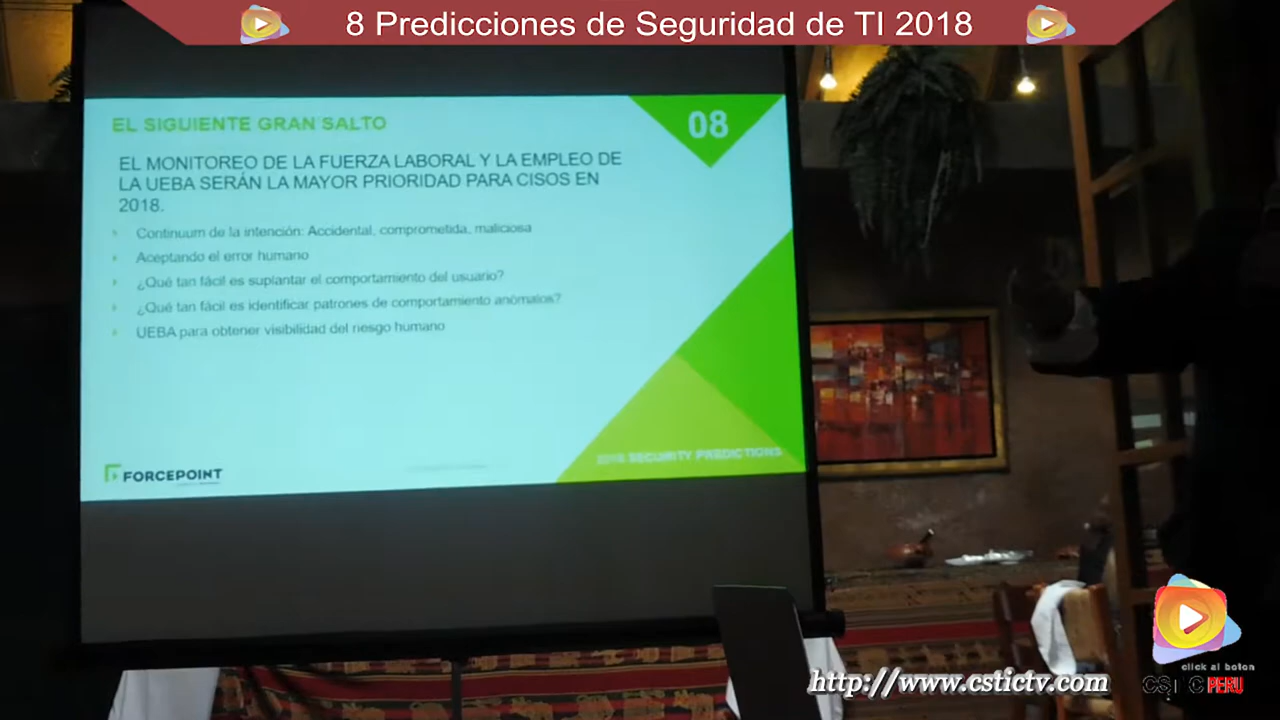 8 Predicciones de Seguridad de TI 2018
EL SIGUIENTE GRAN SALTO
08
EL MONITOREO DE LA FUERZA LABORAL Y LA EMPLEO DE
LA UEBA SERÁN LA MAYOR PRIORIDAD PARA CISOS EN
2018.
Continuum de la intención: Accidental, comprometida, maliciosa
Aceptando el error humano
¿Qué tan fácil es suplantar el comportamiento del usuario?
¿Qué tan fácil es identificar patrones de comportamiento anómalos?
UEBA para obtener visibilidad del riesgo humano
2018 SECURITY PREDICTIONS
FORCEPOINT
click al boton
http://www.cstictv.com
CSTIC PERU